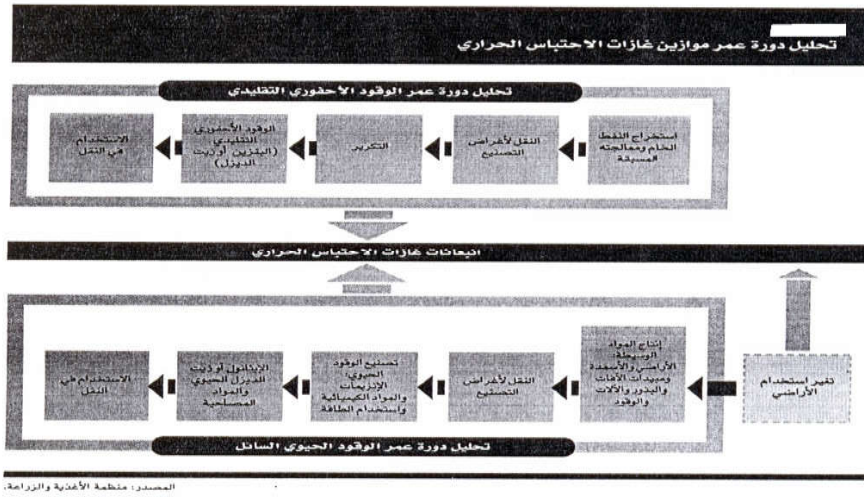 تحليل دورة عمر موازين غازات الاحتباس الحراري
تحليل دورة عمر الوقود الأحفوري التقليدي
استخراج النفط
الخام ومعالجته
المسبقة
النقل لأغراض
التصنيع
التكرير
الوقود الأحفوري
التقليدي
(البنزين أو زيت
الديزل)
الاستخدام
في النقل
انبعاثات غازات الاحتباس الحراري
تغير استخدام
الأراضي
إنتاج المواد
الوسيطة:
الأراضي والأسمدة
ومبيدات الآفات
والبذور والآلات
والوقود
النقل لأغراض
التصنيع
تصنيع الوقود
الحيوي:
الإنزيمات
والمواد الكيميائية
واستخدام الطاقة
الإيثانول أو زيت
الديزل الحيوي
والمواد
المصاحبة
الاستخدام في
النقل
تحليل دورة عمر الوقود الحيوي السائل
المصدر: منظمة الأغذية والزراعة.